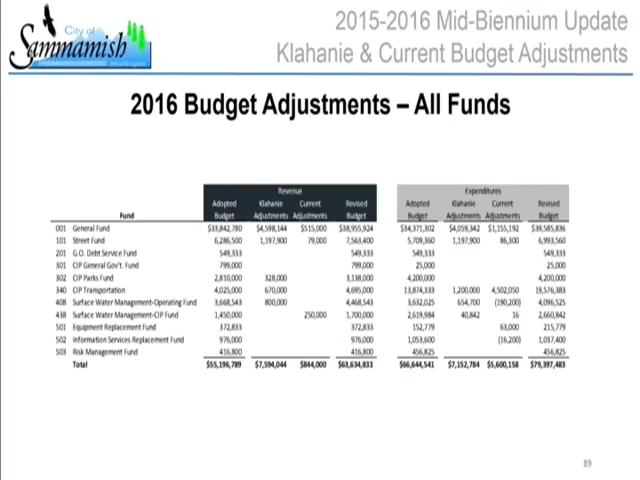 City of
Sammamish
2015-2016 Mid-Biennium Update
Klahanie & Current Budget Adjustments
2016 Budget Adjustments – All Funds
Revenue Expenditures
Adopted Klahanie Current Revised Adopted Klahanie Current Revised
Fund Budget Adjustments Adjustments Budget Budget Adjustments Adjustments Budget
001 General Fund $33,842,780 $4,598,144 $515,000 $38,955,924 $34,371,302 $4,059,342 $1,155,192 $39,585,836
101 Street Fund 6,286,500 1,197,900 79,000 7,563,400 5,709,360 1,197,900 86,300 6,993,560
201 G.O. Debt Service Fund 549,333 549,333 549,333 549,333
301 CIP General Gov't. Fund 799,000 799,000 25,000 25,000
302 CIP Parks Fund 2,810,000 328,000 3,138,000 4,200,000 4,200,000
340 CIP Transportation 4,025,000 670,000 4,695,000 13,874,333 1,200,000 4,502,050 19,576,383
408 Surface Water Management-Operating Fund 3,668,543 800,000 4,468,543 3,632,025 654,700 (190,200) 4,096,525
438 Surface Water Management-CIP Fund 1,450,000 250,000 1,700,000 2,619,984 40,842 16 2,660,842
501 Equipment Replacement Fund 372,833 372,833 152,779 63,000 215,779
502 Information Services Replacement Fund 976,000 976,000 1,053,600 (16,200) 1,037,400
503 Risk Management Fund 416,800 416,800 456,825 456,825
Total $55,196,789 $7,594,044 $844,000 $63,634,833 $66,644,541 $7,152,784 $5,600,158 $79,397,483
89